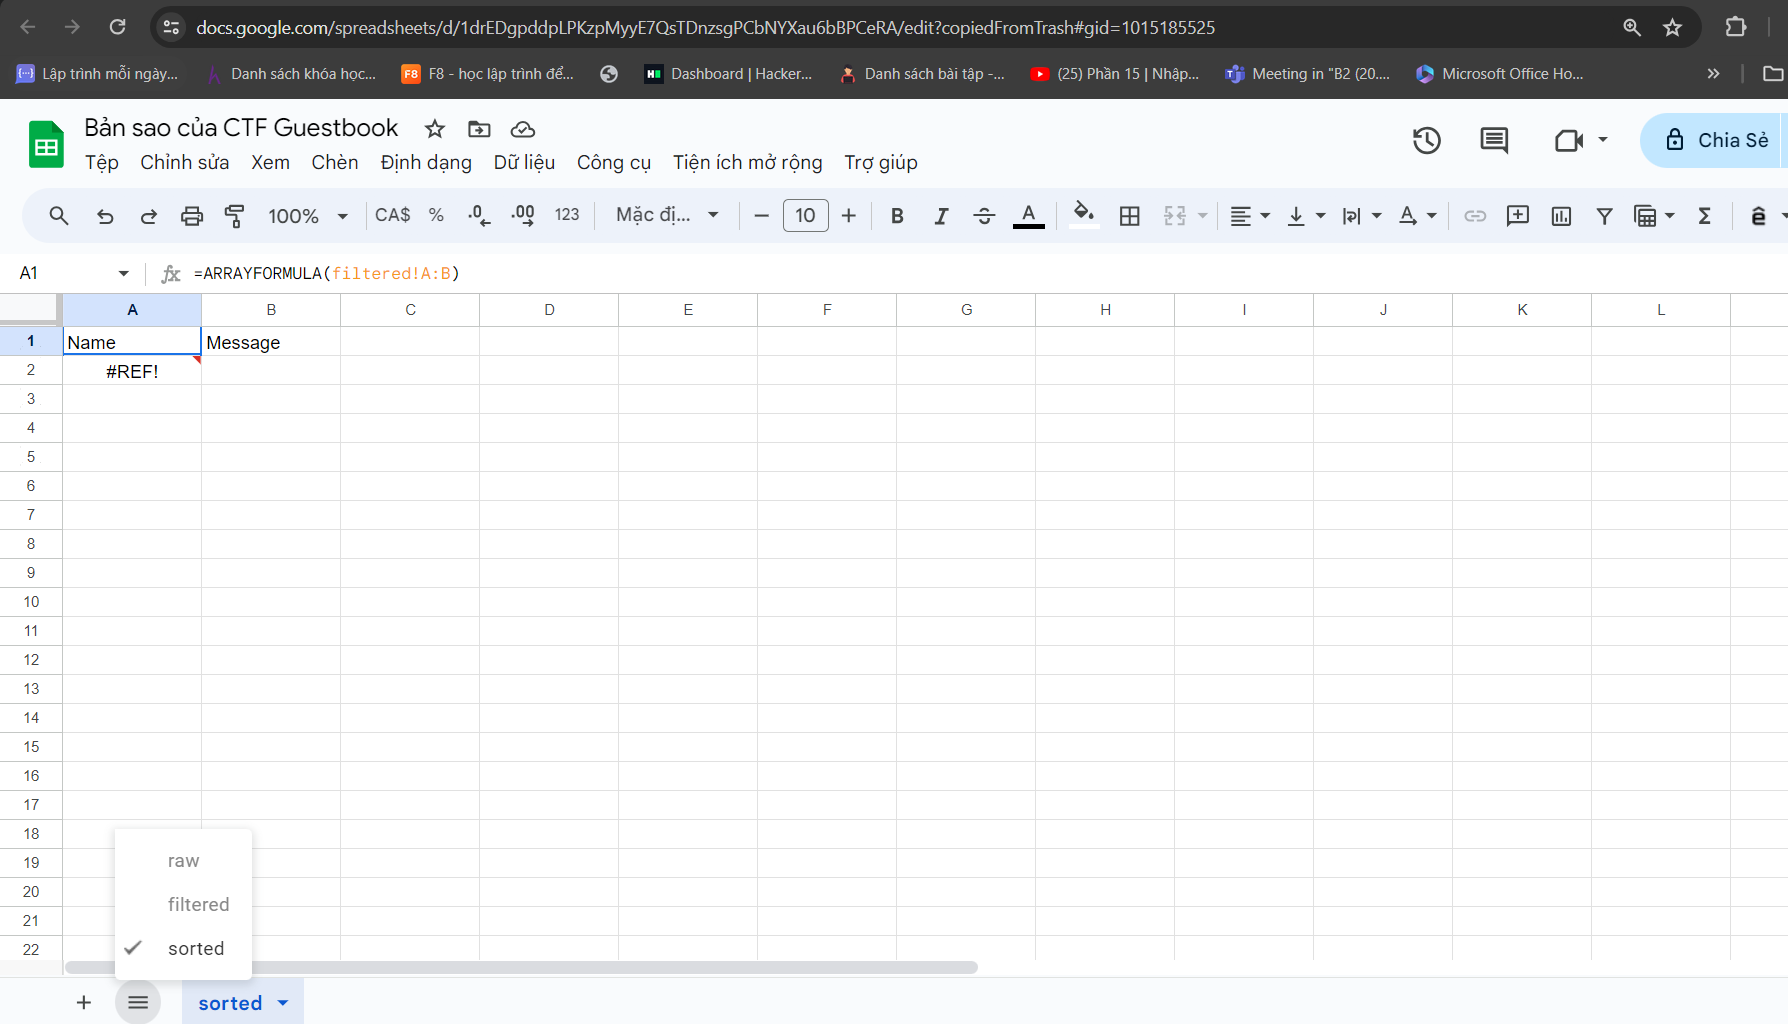 docs.google.com/spreadsheets/d/1drEDgpddpLPKzpMyyE7QsTDnzsgPCbNYXau6bBPCeRA/edit?copiedFromTrash#gid=1015185525
Lập trình mỗi ngày... Danh sách khóa học... F8 F8 - học lập trình để... H Dashboard | Hacker... Danh sách bài tập -... (25) Phần 15 | Nhập... Meeting in "B2 (20.... Microsoft Office Ho... »
Bản sao của CTF Guestbook
Chia Sẻ
Tệp Chỉnh sửa Xem Chèn Định dạng Dữ liệu Công cụ Tiện ích mở rộng Trợ giúp
100% CA$ % .0 .00 123 Mặc đị... − 10 + B I S A A Σ ê
A1 fx =ARRAYFORMULA(filtered!A:B)
A B C D E F G H I J K L
1 Name Message
2 #REF!
3
4
5
6
7
8
9
10
11
12
13
14
15
16
17
18
19
20
21
22
raw
filtered
sorted
+ sorted